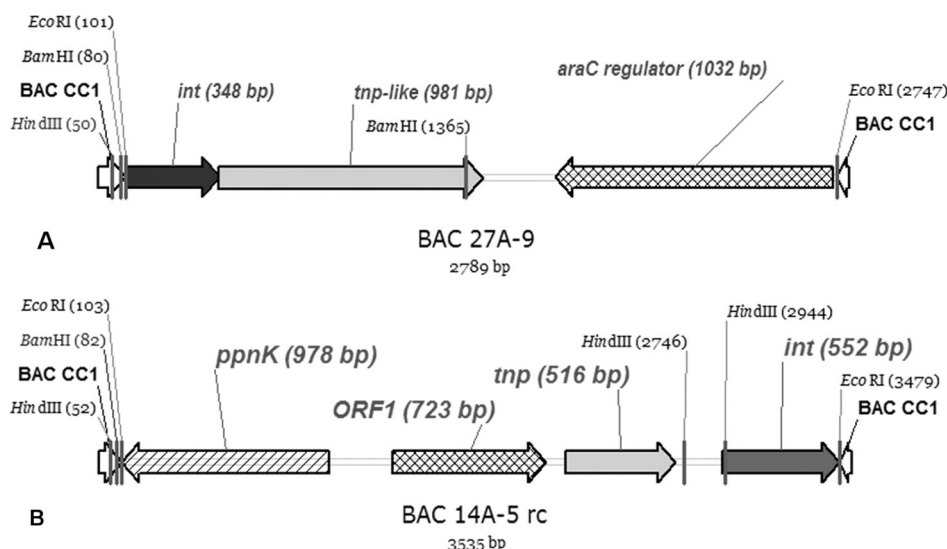 EcoRI (101)
BamHI (80)
BAC CC1
HindIII (50)
int (348 bp)
tnp-like (981 bp)
BamHI (1365)
araC regulator (1032 bp)
EcoRI (2747)
BAC CC1
A
BAC 27A-9
2789 bp
EcoRI (103)
BamHI (82)
BAC CC1
HindIII (52)
ppnK (978 bp)
ORF1 (723 bp)
tnp (516 bp)
HindIII (2746)
HindIII (2944)
int (552 bp)
EcoRI (3479)
BAC CC1
B
BAC 14A-5 rc
3535 bp